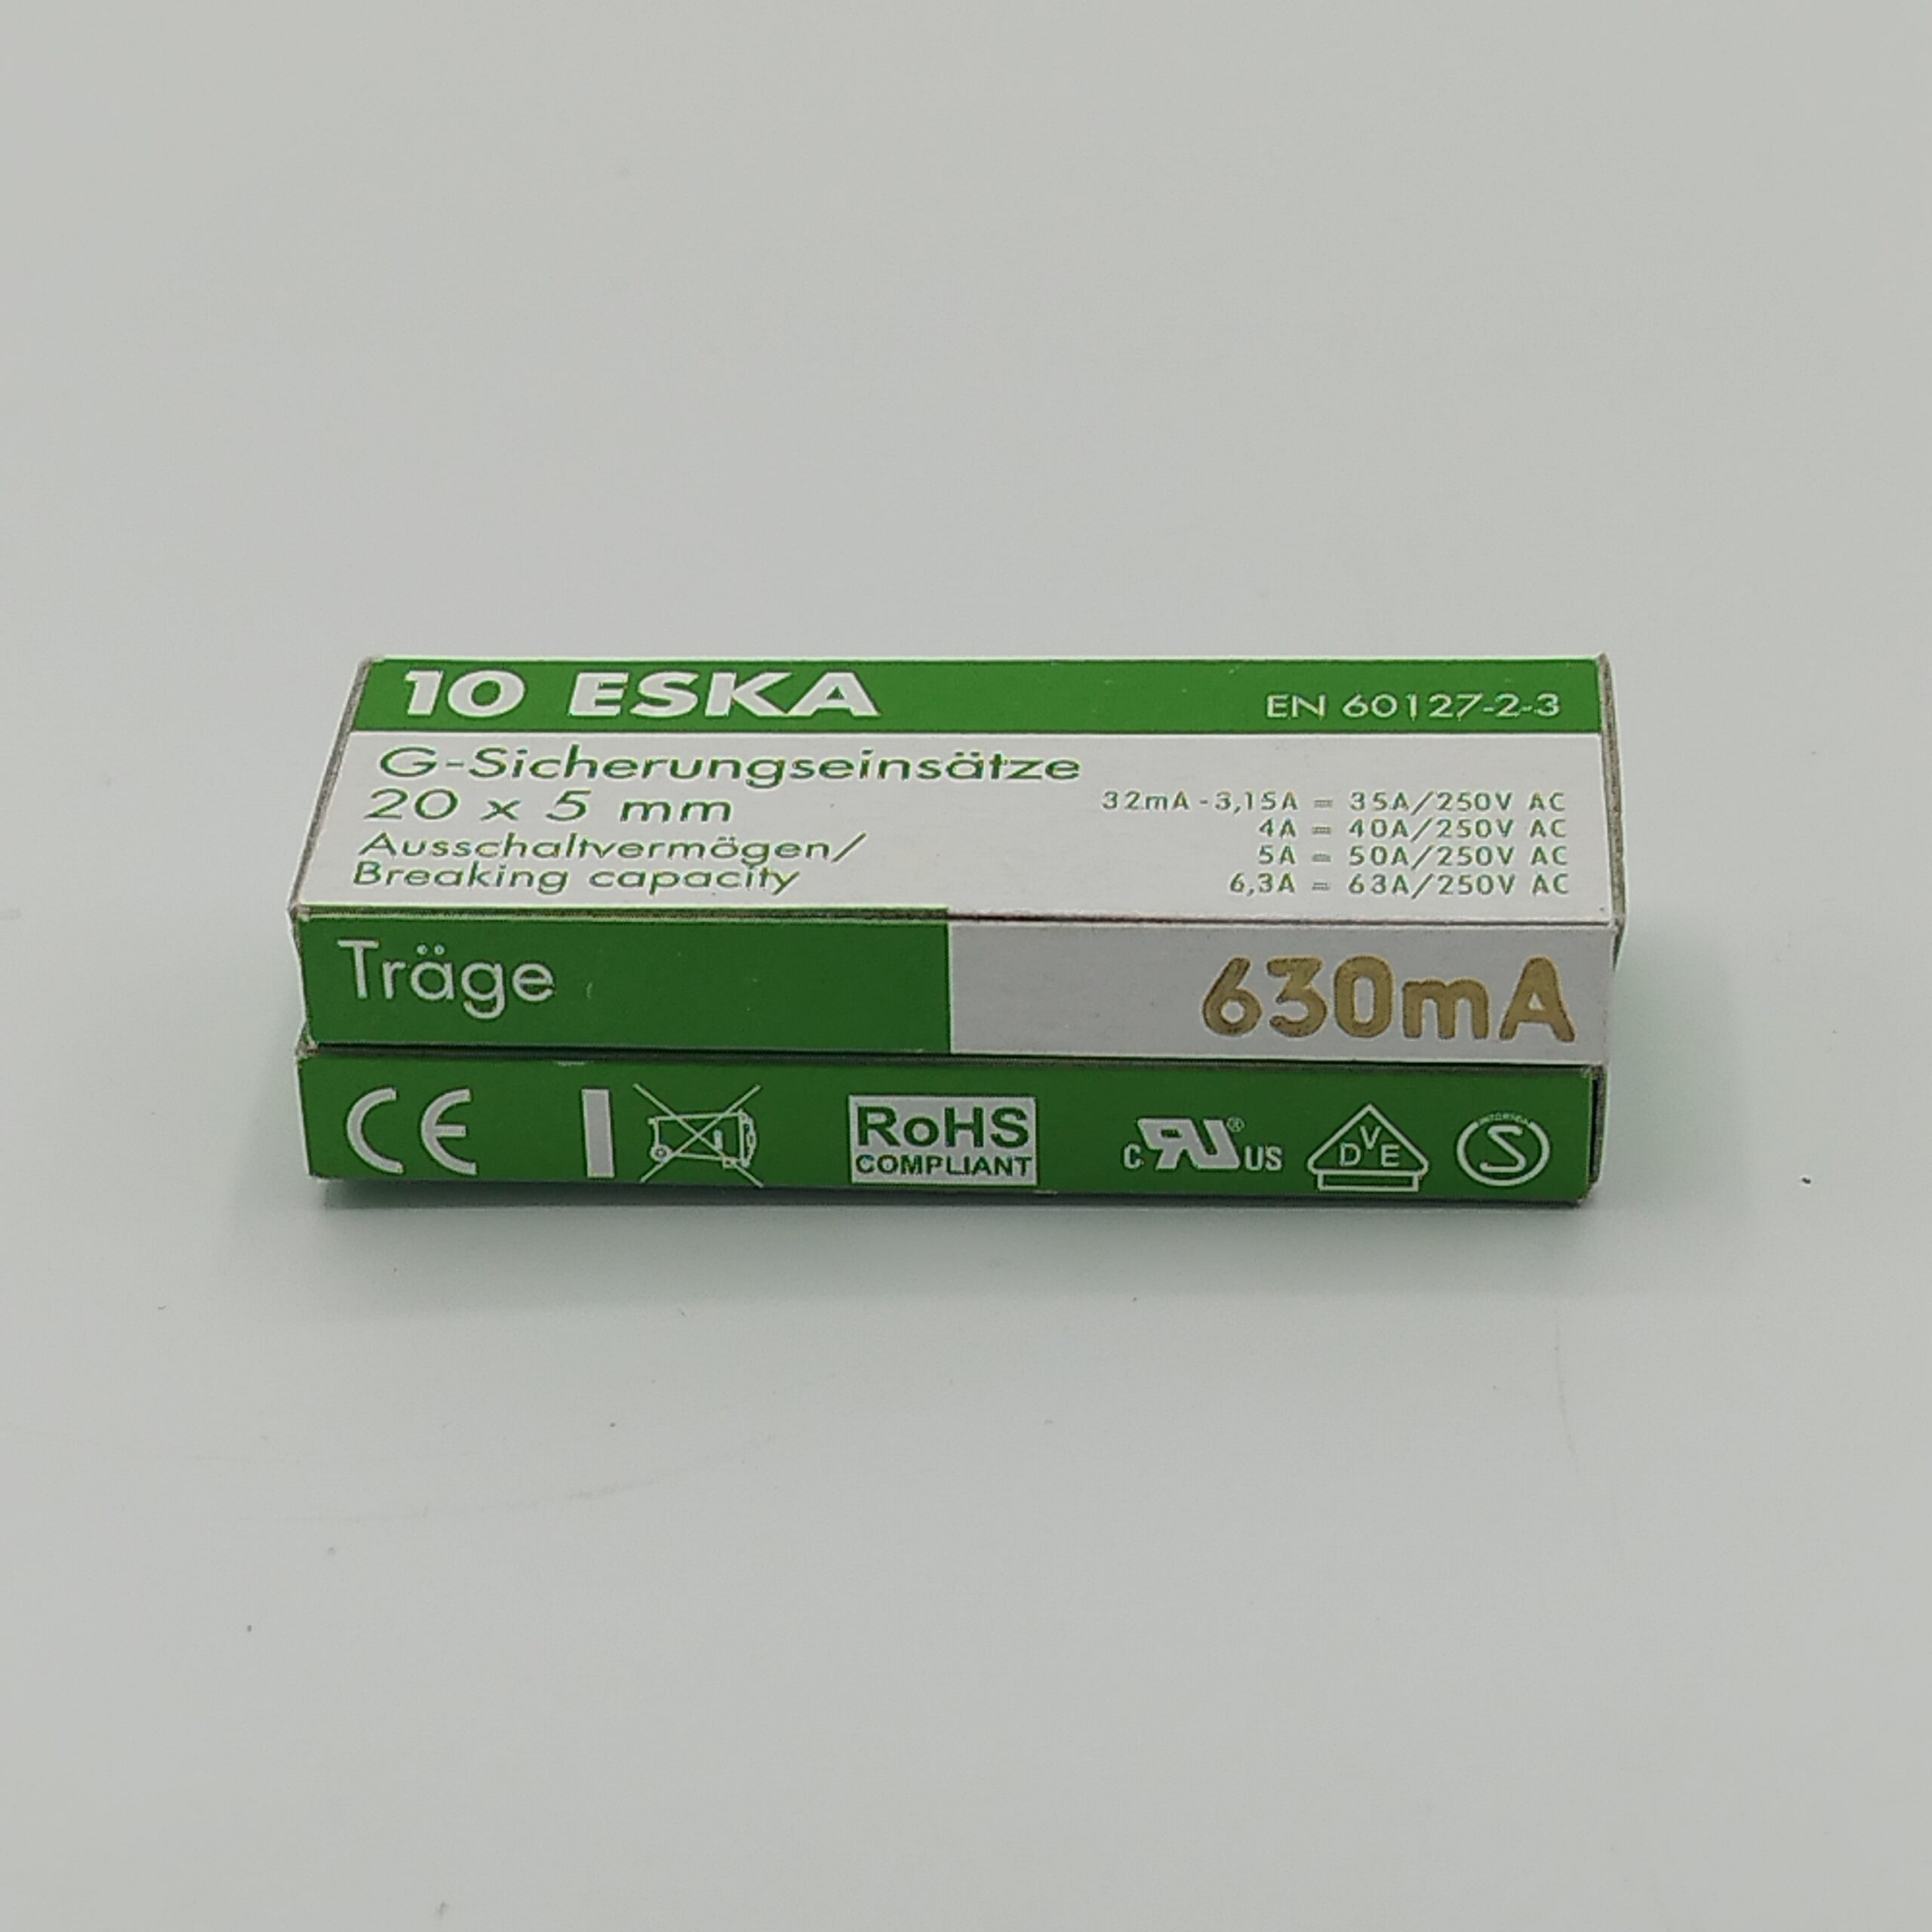 10 ESKA
EN 60127-2-3
G-Sicherungseinsätze
20 x 5 mm
Ausschaltvermögen/
Breaking capacity
32mA - 3,15A = 35A/250V AC
4A = 40A/250V AC
5A = 50A/250V AC
6,3A = 63A/250V AC
Träge
630mA
CE
RoHS
COMPLIANT
c RU ® US
DVE
S